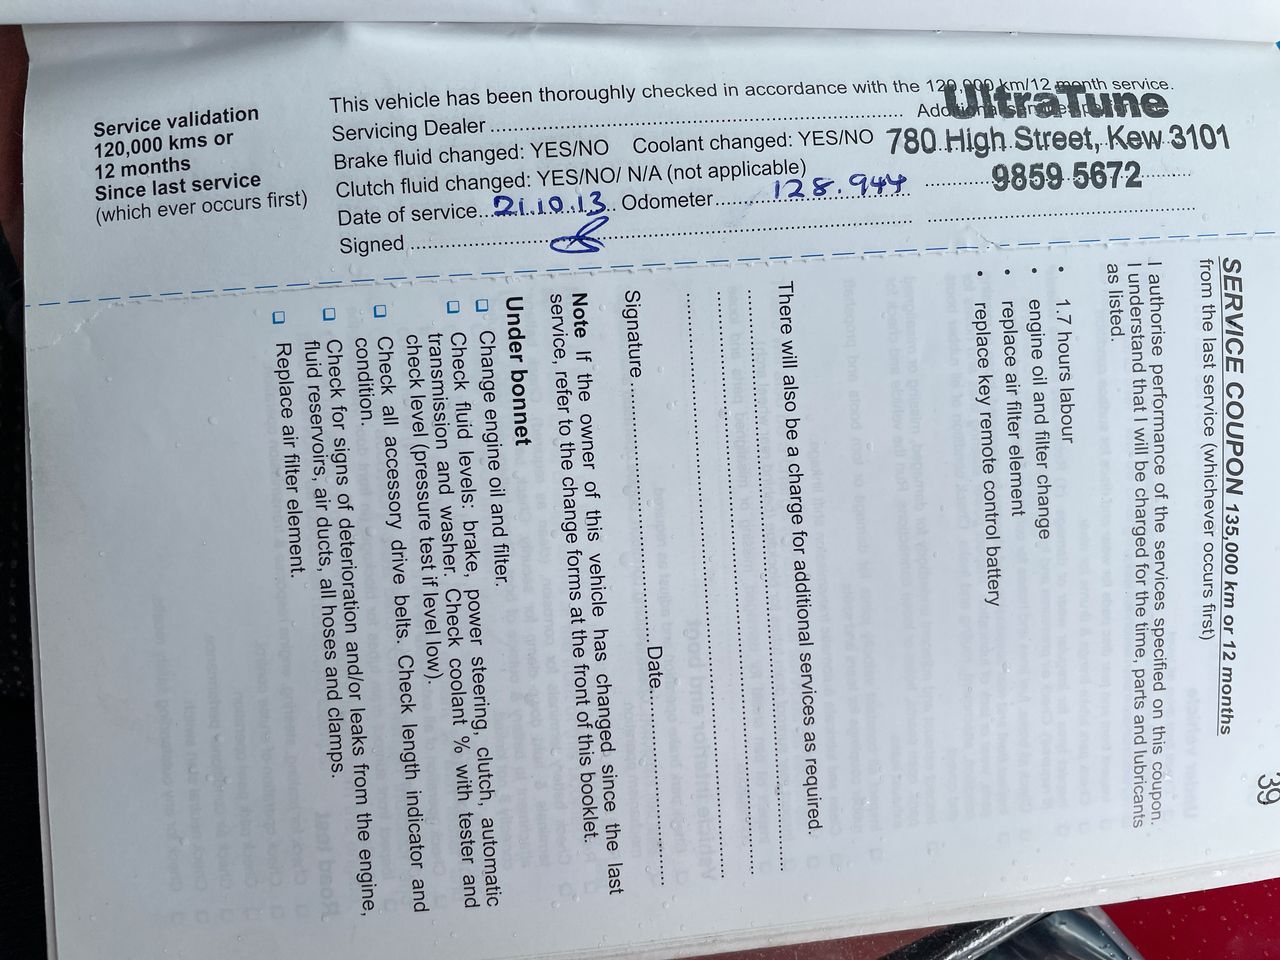 Service validation
120,000 kms or
12 months
Since last service
(which ever occurs first)
This vehicle has been thoroughly checked in accordance with the 120,000 km/12 month service.
Servicing Dealer
Brake fluid changed: YES/NO Coolant changed: YES/NO
Clutch fluid changed: YES/NO/ N/A (not applicable)
Date of service 21.10.13 Odometer 128.944
Signed
UltraTune
780 High Street, Kew 3101
9859 5672
39
SERVICE COUPON 135,000 km or 12 months
from the last service (whichever occurs first)
I authorise performance of the services specified on this coupon.
I understand that I will be charged for the time, parts and lubricants
as listed.
• 1.7 hours labour
• engine oil and filter change
• replace air filter element
• replace key remote control battery
There will also be a charge for additional services as required.
Signature Date
Note If the owner of this vehicle has changed since the last
service, refer to the change forms at the front of this booklet.
Under bonnet
❑ Change engine oil and filter.
❑ Check fluid levels: brake, power steering, clutch, automatic
transmission and washer. Check coolant % with tester and
check level (pressure test if level low).
❑ Check all accessory drive belts. Check length indicator and
condition.
❑ Check for signs of deterioration and/or leaks from the engine,
fluid reservoirs, air ducts, all hoses and clamps.
❑ Replace air filter element.